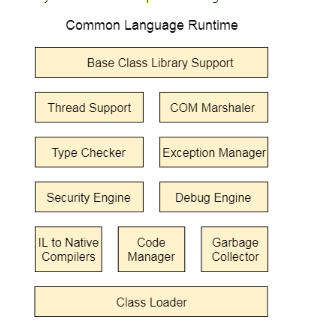 Common Language Runtime
Base Class Library Support
Thread Support
COM Marshaler
Type Checker
Exception Manager
Security Engine
Debug Engine
IL to Native
Compilers
Code
Manager
Garbage
Collector
Class Loader